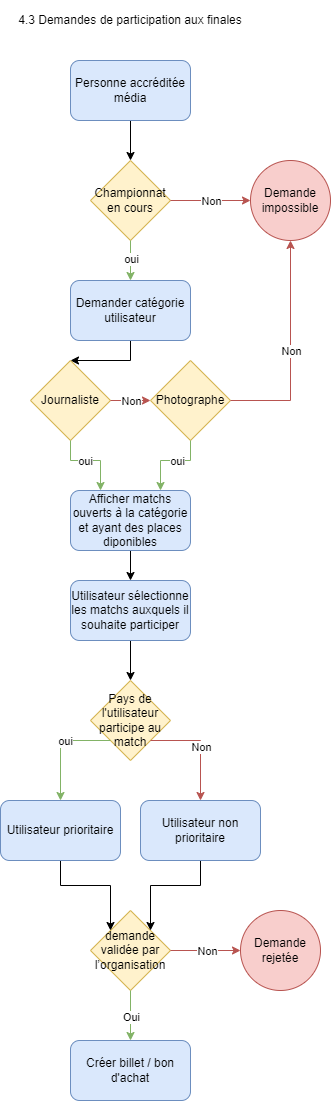 4.3 Demandes de participation aux finales
Personne accréditée
média
Championnat
en cours
Non
Demande
impossible
oui
Demander catégorie
utilisateur
Journaliste
Non
Photographe
Non
oui
oui
Afficher matchs
ouverts à la catégorie
et ayant des places
diponibles
Utilisateur sélectionne
les matchs auxquels il
souhaite participer
Pays de
l'utilisateur
participe au
match
oui
Non
Utilisateur prioritaire
Utilisateur non
prioritaire
demande
validée par
l'organisation
Non
Demande
rejetée
Oui
Créer billet / bon
d'achat